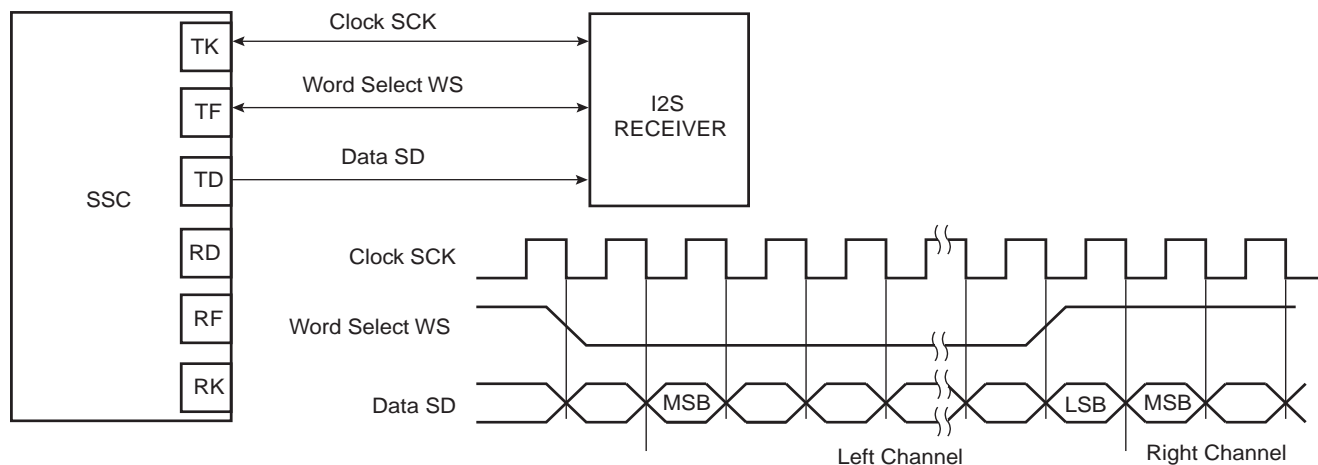 Clock SCK
TK
Word Select WS
TF
I2S
RECEIVER
Data SD
TD
SSC
RD
Clock SCK
RF
Word Select WS
RK
Data SD
MSB
LSB
MSB
Left Channel
Right Channel